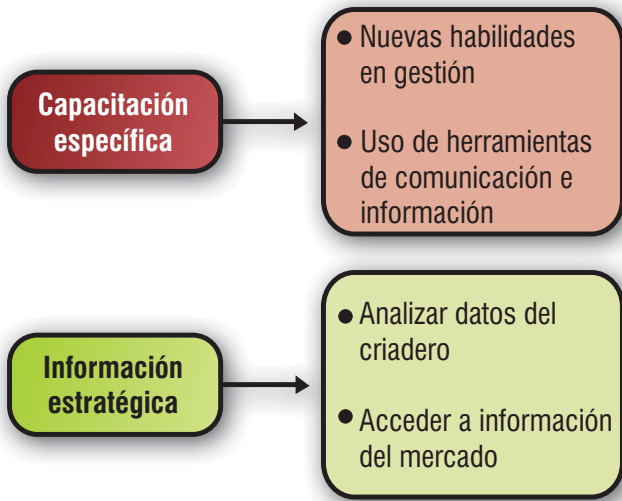 Capacitación
específica
• Nuevas habilidades
en gestión
• Uso de herramientas
de comunicación e
información
Información
estratégica
• Analizar datos del
criadero
• Acceder a información
del mercado